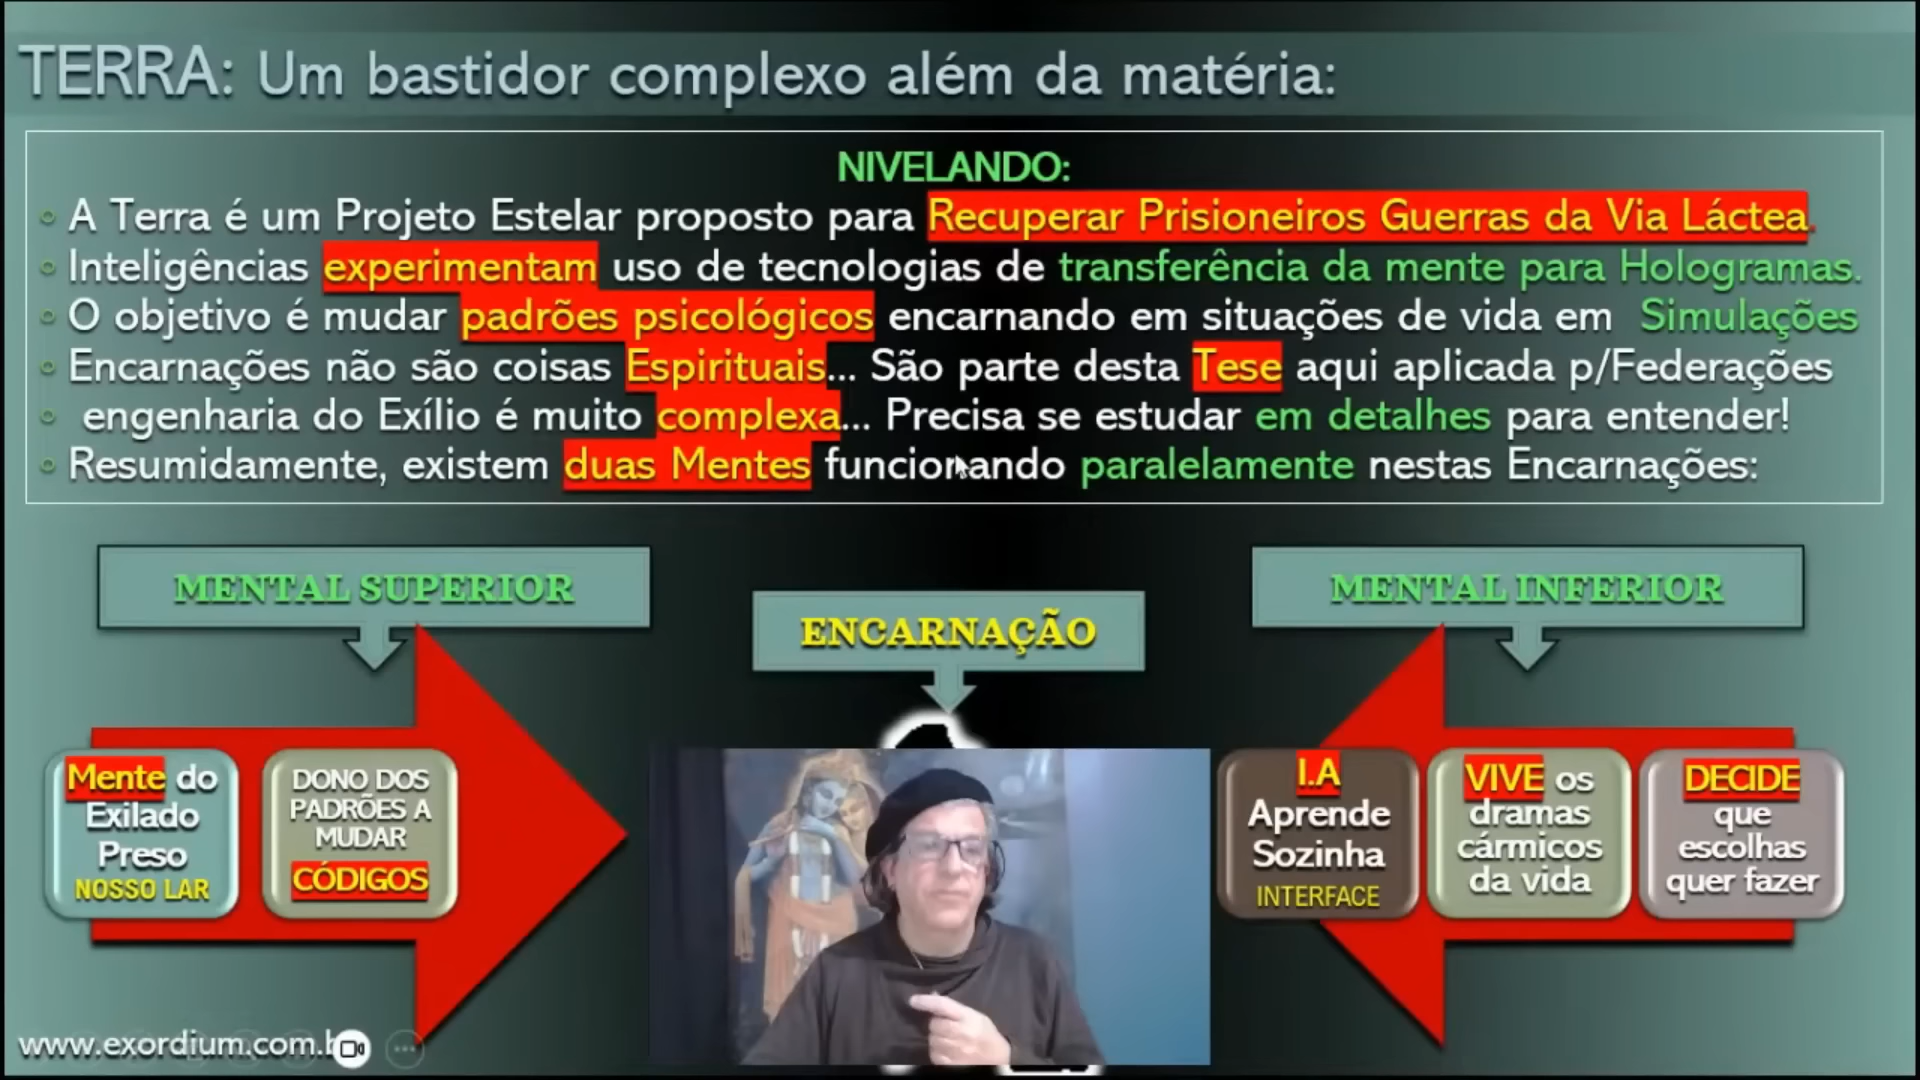 TERRA: Um bastidor complexo além da matéria:
NIVELANDO:
A Terra é um Projeto Estelar proposto para Recuperar Prisioneiros Guerras da Via Láctea.
Inteligências experimentam uso de tecnologias de transferência da mente para Hologramas.
O objetivo é mudar padrões psicológicos encarnando em situações de vida em Simulações
Encarnações não são coisas Espirituais... São parte desta Tese aqui aplicada p/Federações
engenharia do Exílio é muito complexa... Precisa se estudar em detalhes para entender!
Resumidamente, existem duas Mentes funcionando paralelamente nestas Encarnações:
MENTAL SUPERIOR
ENCARNAÇÃO
MENTAL INFERIOR
Mente do
Exilado
Preso
NOSSO LAR
DONO DOS
PADRÕES A
MUDAR
CÓDIGOS
I.A
Aprende
Sozinha
INTERFACE
VIVE os
dramas
cármicos
da vida
DECIDE
que
escolhas
quer fazer
www.exordium.com.b